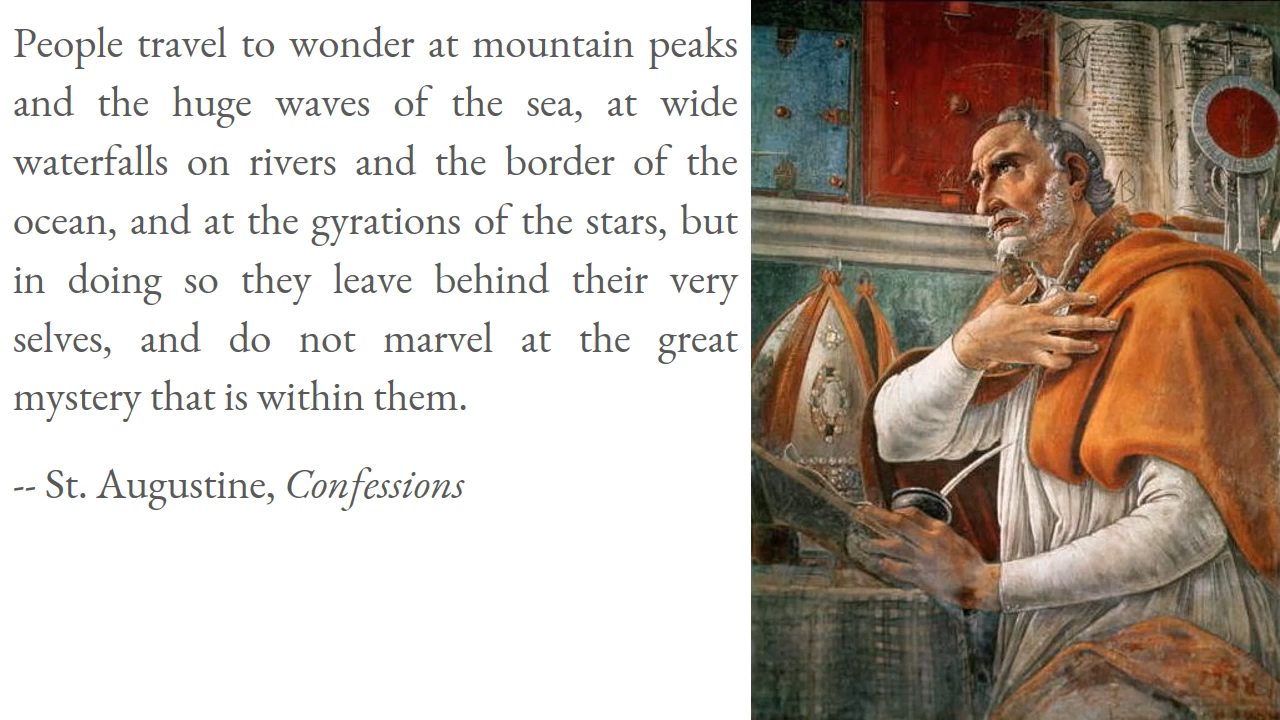 People travel to wonder at mountain peaks
and the huge waves of the sea, at wide
waterfalls on rivers and the border of the
ocean, and at the gyrations of the stars, but
in doing so they leave behind their very
selves, and do not marvel at the great
mystery that is within them.
-- St. Augustine, Confessions